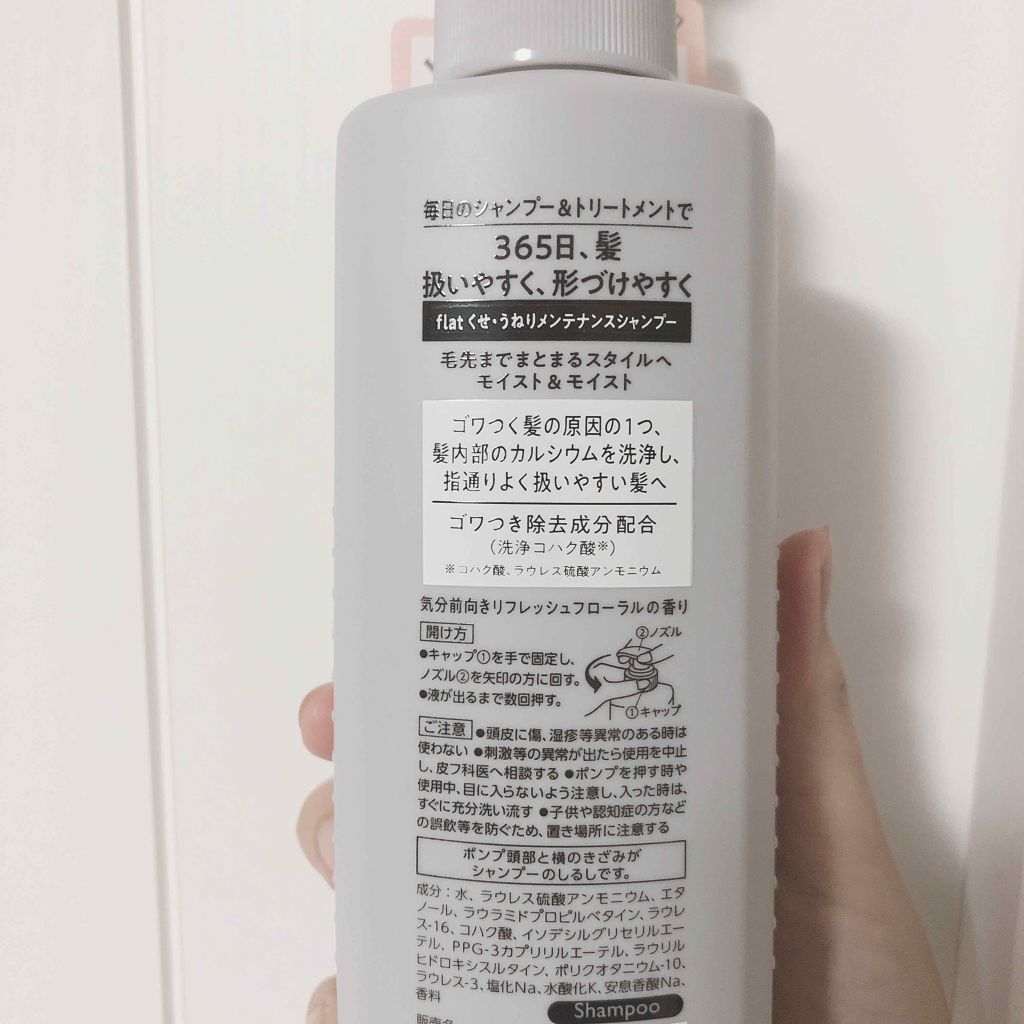 毎日のシャンプー&トリートメントで
365日、髪
扱いやすく、形づけやすく
flat くせ・うねりメンテナンスシャンプー
毛先までまとまるスタイルへ
モイスト&モイスト
ゴワつく髪の原因の1つ、
髪内部のカルシウムを洗浄し、
指通りよく扱いやすい髪へ
ゴワつき除去成分配合
(洗浄コハク酸※)
※コハク酸、ラウレス硫酸アンモニウム
気分前向きリフレッシュフローラルの香り
開け方
●キャップ①を手で固定し、
ノズル②を矢印の方に回す。
●液が出るまで数回押す。
②ノズル
①キャップ
ご注意 ●頭皮に傷、湿疹等異常のある時は
使わない ●刺激等の異常が出たら使用を中止
し、皮フ科医へ相談する ●ポンプを押す時や
使用中、目に入らないよう注意し、入った時は、
すぐに充分洗い流す ●子供や認知症の方など
の誤飲等を防ぐため、置き場所に注意する
ポンプ頭部と横のきざみが
シャンプーのしるしです。
成分：水、ラウレス硫酸アンモニウム、エタ
ノール、ラウラミドプロピルベタイン、ラウレ
ス-16、コハク酸、イソデシルグリセリルエー
テル、PPG-3カプリリルエーテル、ラウリル
ヒドロキシスルタイン、ポリクオタニウム-10、
ラウレス-3、塩化Na、水酸化K、安息香酸Na、
香料
Shampoo
販売名